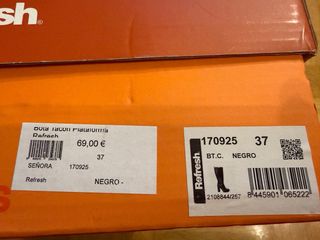 esh
Bota Tacon Plataforma
Refresh
69,00 €
37
SEÑORA 170925
Refresh NEGRO -
170925 37
BT.C. NEGRO
Refresh
2108844/257
8 445901 065222